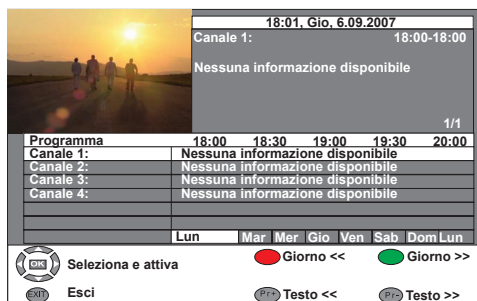 18:01, Gio, 6.09.2007
Canale 1: 18:00-18:00
Nessuna informazione disponibile
1/1
Programma 18:00 18:30 19:00 19:30 20:00
Canale 1: Nessuna informazione disponibile
Canale 2: Nessuna informazione disponibile
Canale 3: Nessuna informazione disponibile
Canale 4: Nessuna informazione disponibile
Lun Mar Mer Gio Ven Sab Dom Lun
OK Seleziona e attiva Giorno << Giorno >>
EXIT Esci Pr+ Testo << Pr- Testo >>